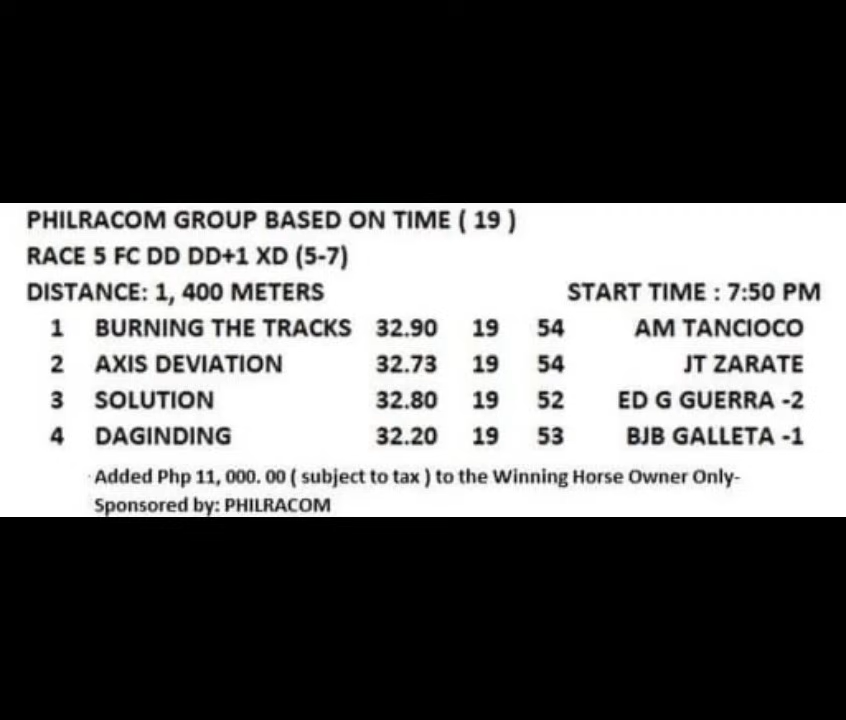 PHILRACOM GROUP BASED ON TIME ( 19 )
RACE 5 FC DD DD+1 XD (5-7)
DISTANCE: 1, 400 METERS START TIME : 7:50 PM
1 BURNING THE TRACKS 32.90 19 54 AM TANCIOCO
2 AXIS DEVIATION 32.73 19 54 JT ZARATE
3 SOLUTION 32.80 19 52 ED G GUERRA -2
4 DAGINDING 32.20 19 53 BJB GALLETA -1
Added Php 11, 000. 00 ( subject to tax ) to the Winning Horse Owner Only-
Sponsored by: PHILRACOM